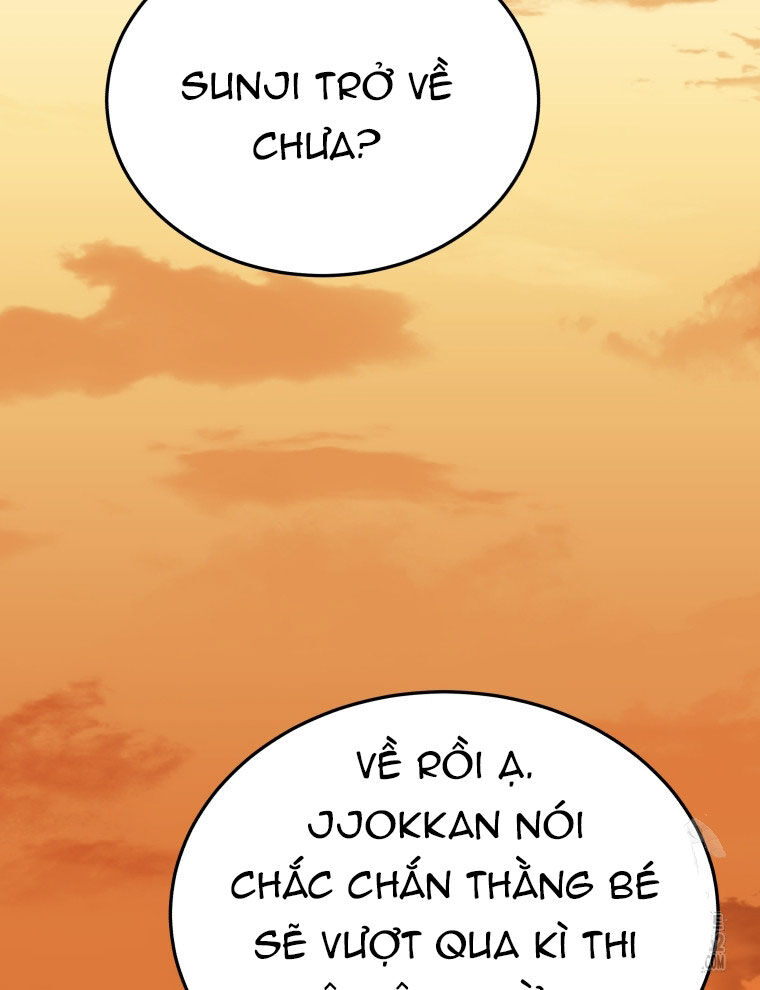 SUNJI TRỞ VỀ
CHƯA?
VỀ RỒI Ạ.
JJOKKAN NÓI
CHẮC CHẮN THẰNG BÉ
SẼ VƯỢT QUA KÌ THI